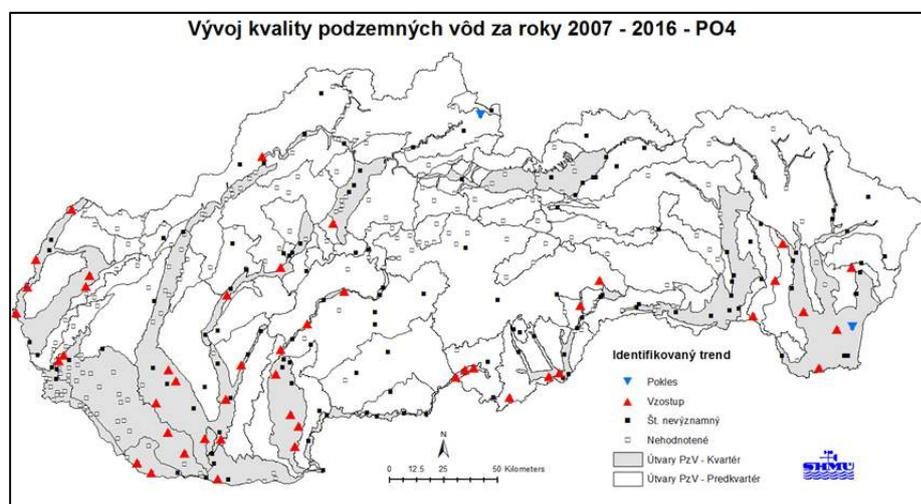 Vývoj kvality podzemných vôd za roky 2007 - 2016 - PO4
Identifikovaný trend
Pokles
Vzostup
Št. nevýznamný
Nehodnotené
Útvary PzV - Kvartér
Útvary PzV - Predkvartér
N
0 12.5 25 50 Kilometers
SHMÚ